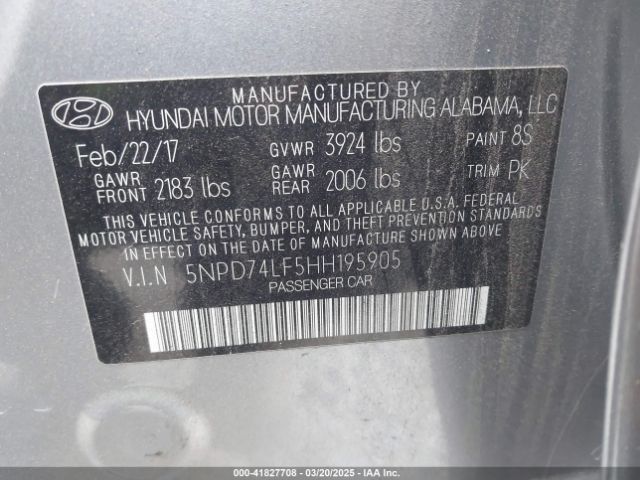 MANUFACTURED BY
HYUNDAI MOTOR MANUFACTURING ALABAMA, LLC
Feb/22/17 GVWR 3924 lbs PAINT 8S
GAWR FRONT 2183 lbs GAWR REAR 2006 lbs TRIM PK
THIS VEHICLE CONFORMS TO ALL APPLICABLE U.S.A. FEDERAL
MOTOR VEHICLE SAFETY, BUMPER, AND THEFT PREVENTION STANDARDS
IN EFFECT ON THE DATE OF MANUFACTURE SHOWN ABOVE.
V.I.N 5NPD74LF5HH195905
PASSENGER CAR
000-41827708 - 03/20/2025 - IAA Inc.